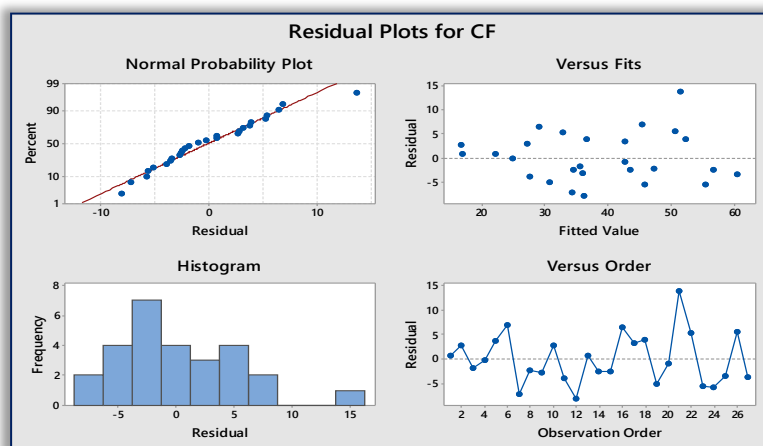 Residual Plots for CF
Normal Probability Plot
99
90
50
10
1
Percent
-10 0 10
Residual
Versus Fits
15
10
5
0
-5
Residual
20 30 40 50 60
Fitted Value
Histogram
8
6
4
2
0
Frequency
-5 0 5 10 15
Residual
Versus Order
15
10
5
0
-5
Residual
2 4 6 8 10 12 14 16 18 20 22 24 26
Observation Order